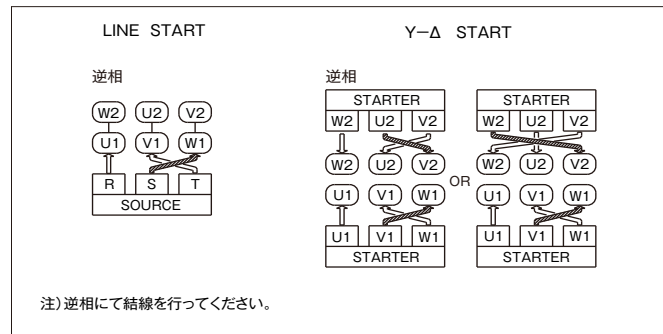 LINE START
Y−Δ START
逆相
W2 U2 V2
U1 V1 W1
R S T
SOURCE
逆相
STARTER
W2 U2 V2
W2 U2 V2
U1 V1 W1
U1 V1 W1
STARTER
OR
STARTER
W2 U2 V2
W2 U2 V2
U1 V1 W1
U1 V1 W1
STARTER
注)逆相にて結線を行ってください。